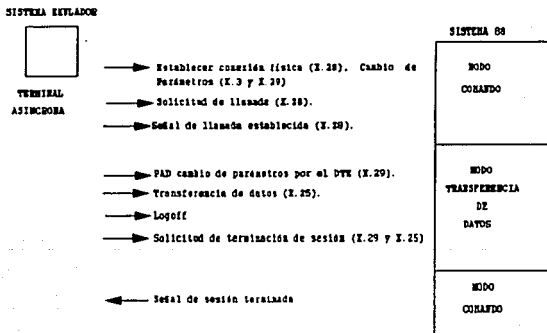 SISTEMA EMULADOR
SISTEMA 88
TERMINAL
ASINCRONA
Establecer conexión física (X.28). Cambio de
Parámetros (X.3 y X.29)
Solicitud de llamada (X.28).
Señal de llamada establecida (X.28).
MODO
COMANDO
PAD cambio de parámetros por el DTE (X.29).
Transferencia de datos (X.25).
Logoff
Solicitud de terminación de sesión (X.29 y X.25)
MODO
TRANSFERENCIA
DE
DATOS
Señal de sesión terminada
MODO
COMANDO